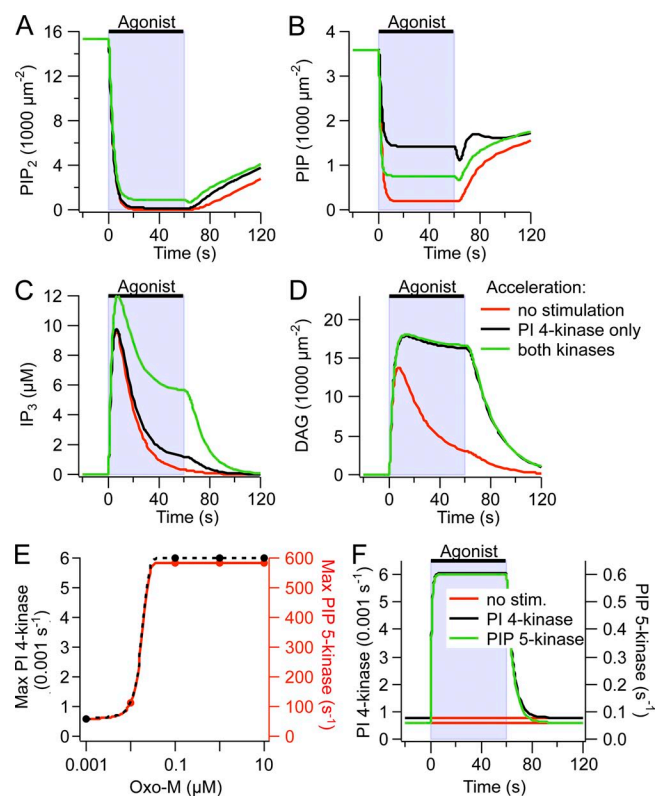 A
Agonist
PIP2 (1000 µm-2)
16
12
8
4
0
0
40
80
120
Time (s)
B
Agonist
PIP (1000 µm-2)
4
3
2
1
0
0
40
80
120
Time (s)
C
Agonist
IP3 (µM)
12
10
8
6
4
2
0
0
40
80
120
Time (s)
D
Agonist
DAG (1000 µm-2)
20
15
10
5
0
0
40
80
120
Time (s)
Acceleration:
no stimulation
PI 4-kinase only
both kinases
E
Max PI 4-kinase
(0.001 s-1)
6
5
4
3
2
1
0
Max PIP 5-kinase (s-1)
600
500
400
300
200
100
0
0.001
0.1
1
10
Oxo-M (µM)
F
Agonist
PI 4-kinase (0.001 s-1)
6
5
4
3
2
1
0
no stim.
PI 4-kinase
PIP 5-kinase
PIP 5-kinase (s-1)
0.6
0.5
0.4
0.3
0.2
0.1
0.0
0
40
80
120
Time (s)